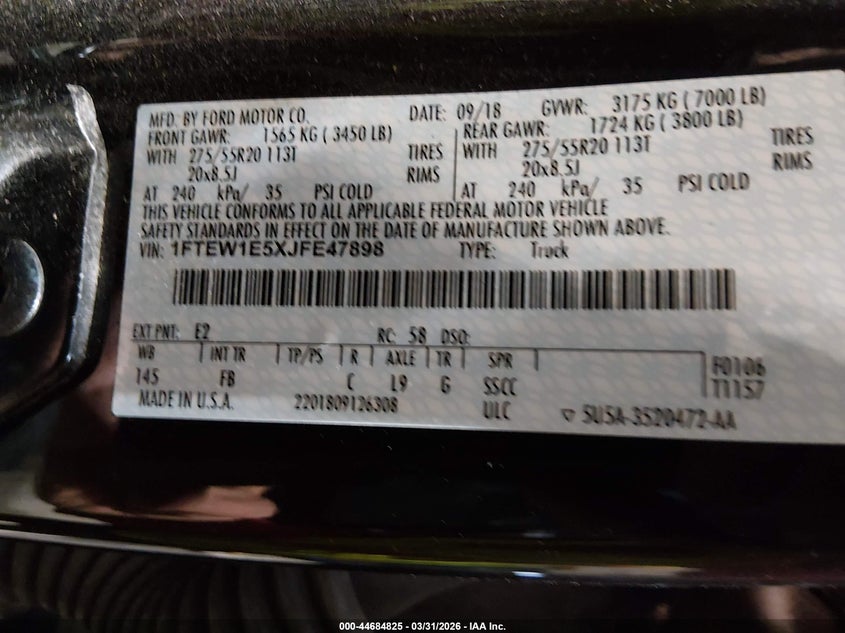 MFD. BY FORD MOTOR CO. DATE: 09/18 GVWR: 3175 KG ( 7000 LB)
FRONT GAWR: 1565 KG ( 3450 LB) REAR GAWR: 1724 KG ( 3800 LB)
WITH 275/55R20 113T TIRES WITH 275/55R20 113T TIRES
20x8.5J RIMS 20x8.5J RIMS
AT 240 kPa/ 35 PSI COLD AT 240 kPa/ 35 PSI COLD
THIS VEHICLE CONFORMS TO ALL APPLICABLE FEDERAL MOTOR VEHICLE
SAFETY STANDARDS IN EFFECT ON THE DATE OF MANUFACTURE SHOWN ABOVE.
VIN: 1FTEW1E5XJFE47898 TYPE: Truck
EXT PNT: E2 RC: 58 DSO:
WB INT TR TP/PS R AXLE TR SPR F0106
145 FB C L9 G SSCC T1157
MADE IN U.S.A. 2201809126308 ULC 5U5A-3520472-AA
000-44684825 - 03/31/2026 - IAA Inc.